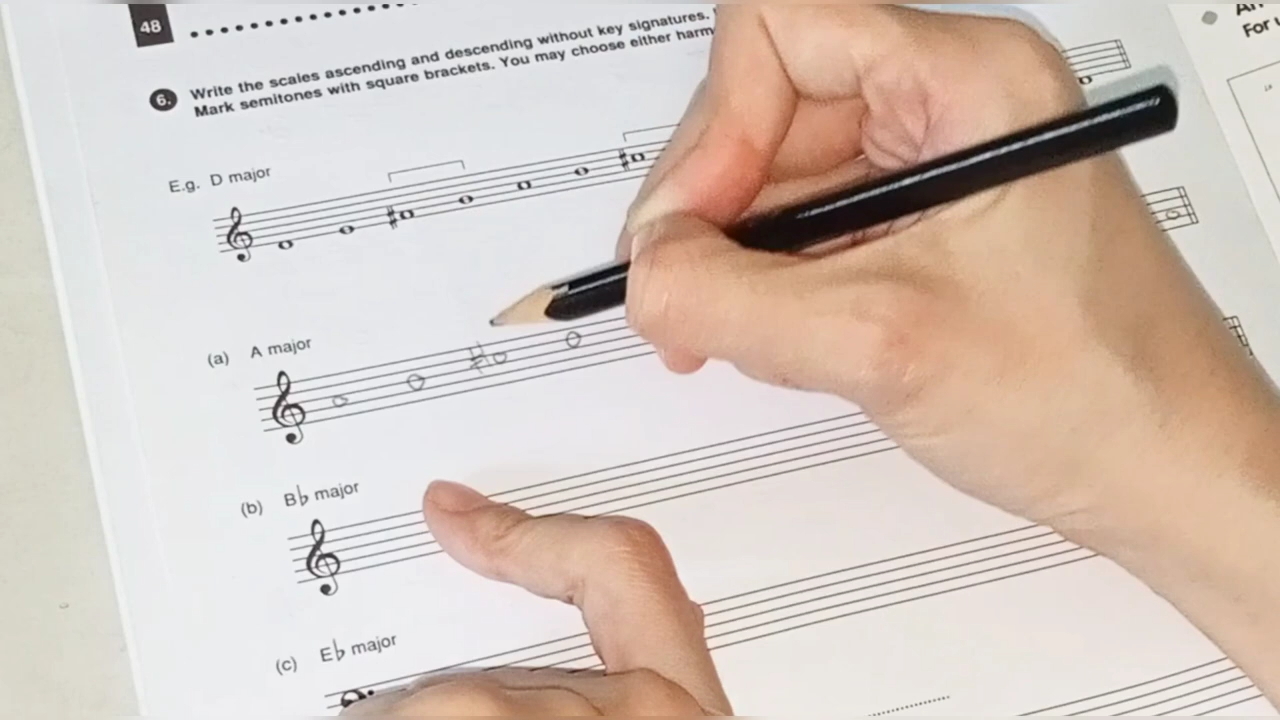 48
6. Write the scales ascending and descending without key signatures.
Mark semitones with square brackets. You may choose either
E.g. D major
(a) A major
(b) B♭ major
(c) E♭ major
For